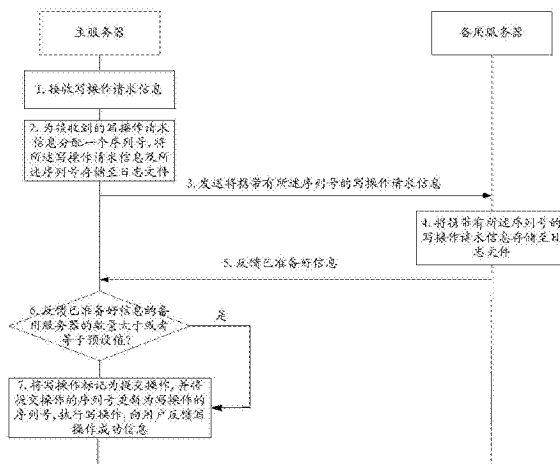 主服务器
备用服务器
1. 接收写操作请求信息
2. 为接收到的写操作请求
信息分配一个序列号, 将
所述写操作请求信息及所
述序列号存储至日志文件
3. 发送将携带有所述序列号的写操作请求信息
4. 将携带有所述序列号的
写操作请求信息存储至日
志文件
5. 反馈已准备好信息
6. 反馈已准备好信息的备
用服务器的数量大于或者
等于预设值?
是
7. 将写操作标记为提交操作, 并将
提交操作的序列号更新为写操作的
序列号, 执行写操作, 向用户反馈写
操作成功信息